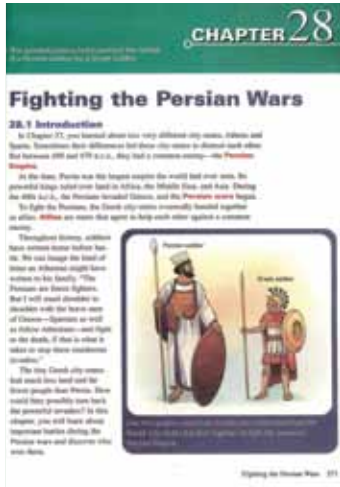 CHAPTER 28
Fighting the Persian Wars
28.1 Introduction
In Chapter 27, you learned about two very different city-states, Athens and
Sparta. Sometimes their differences led these city-states to distrust each other.
But between 499 and 479 B.C.E., they had a common enemy—the Persian
Empire.
At the time, Persia was the largest empire the world had ever seen. Its
powerful kings ruled over land in Africa, the Middle East, and Asia. During
the 400s B.C.E., the Persians invaded Greece, and the Persian wars began.
To fight the Persians, the Greek city-states eventually banded together
as allies. Allies are states that agree to help each other against a common
enemy.
Throughout history, soldiers
have written home before bat-
tle. We can image the kind of
letter an Athenian might have
written to his family. "The
Persians are fierce fighters.
But I will stand shoulder to
shoulder with the brave men
of Greece—Spartans as well
as fellow Athenians—and fight
to the death, if that is what it
takes to stop these murderous
invaders."
The tiny Greek city-states
had much less land and far
fewer people than Persia. How
could they possibly turn back
the powerful invaders? In this
chapter, you will learn about
important battles during the
Persian wars and discover who
won them.
Persian soldier
Greek soldier
Fighting the Persian Wars 271